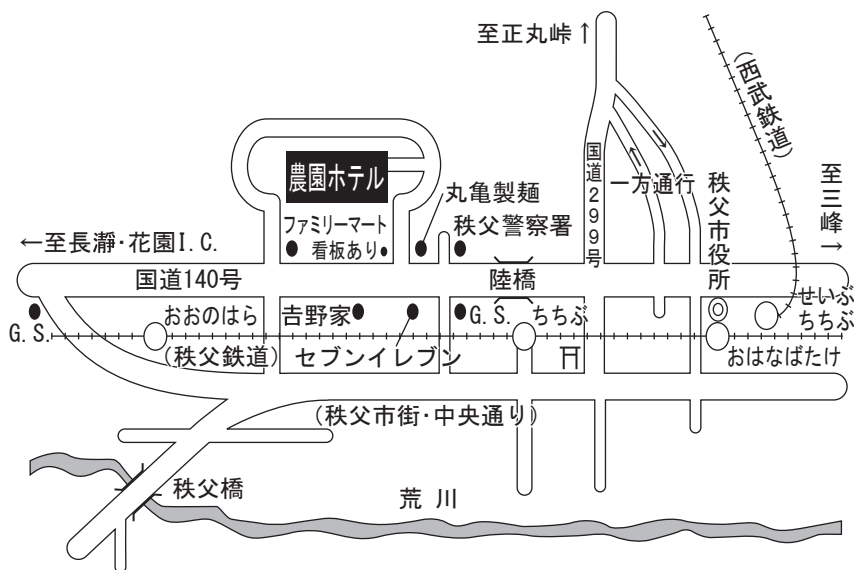 至正丸峠↑
(西武鉄道)
農園ホテル
国道299号
一方通行
秩父市役所
至三峰→
丸亀製麺
ファミリーマート
秩父警察署
看板あり
←至長瀞・花園I.C.
国道140号
陸橋
せいぶ
ちちぶ
G.S.
おおのはら
吉野家
G.S.
ちちぶ
(秩父鉄道)
セブンイレブン
おはなばたけ
(秩父市街・中央通り)
秩父橋
荒川